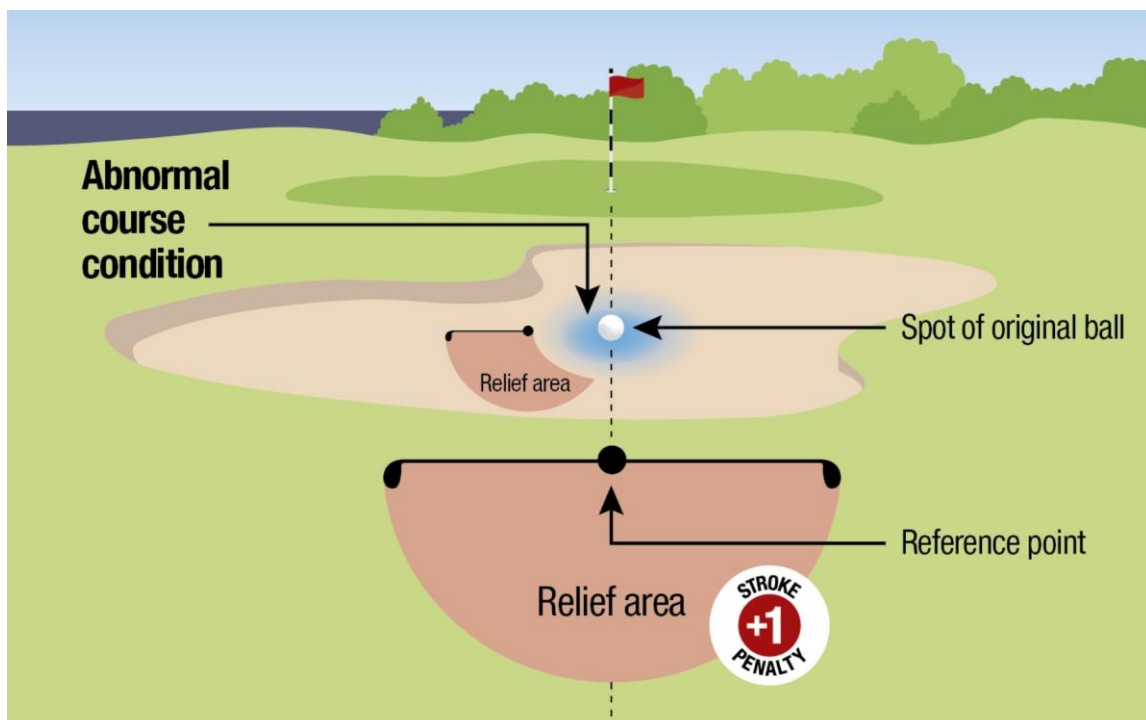 Abnormal
course
condition
Spot of original ball
Relief area
Reference point
Relief area
STROKE
+1
PENALTY